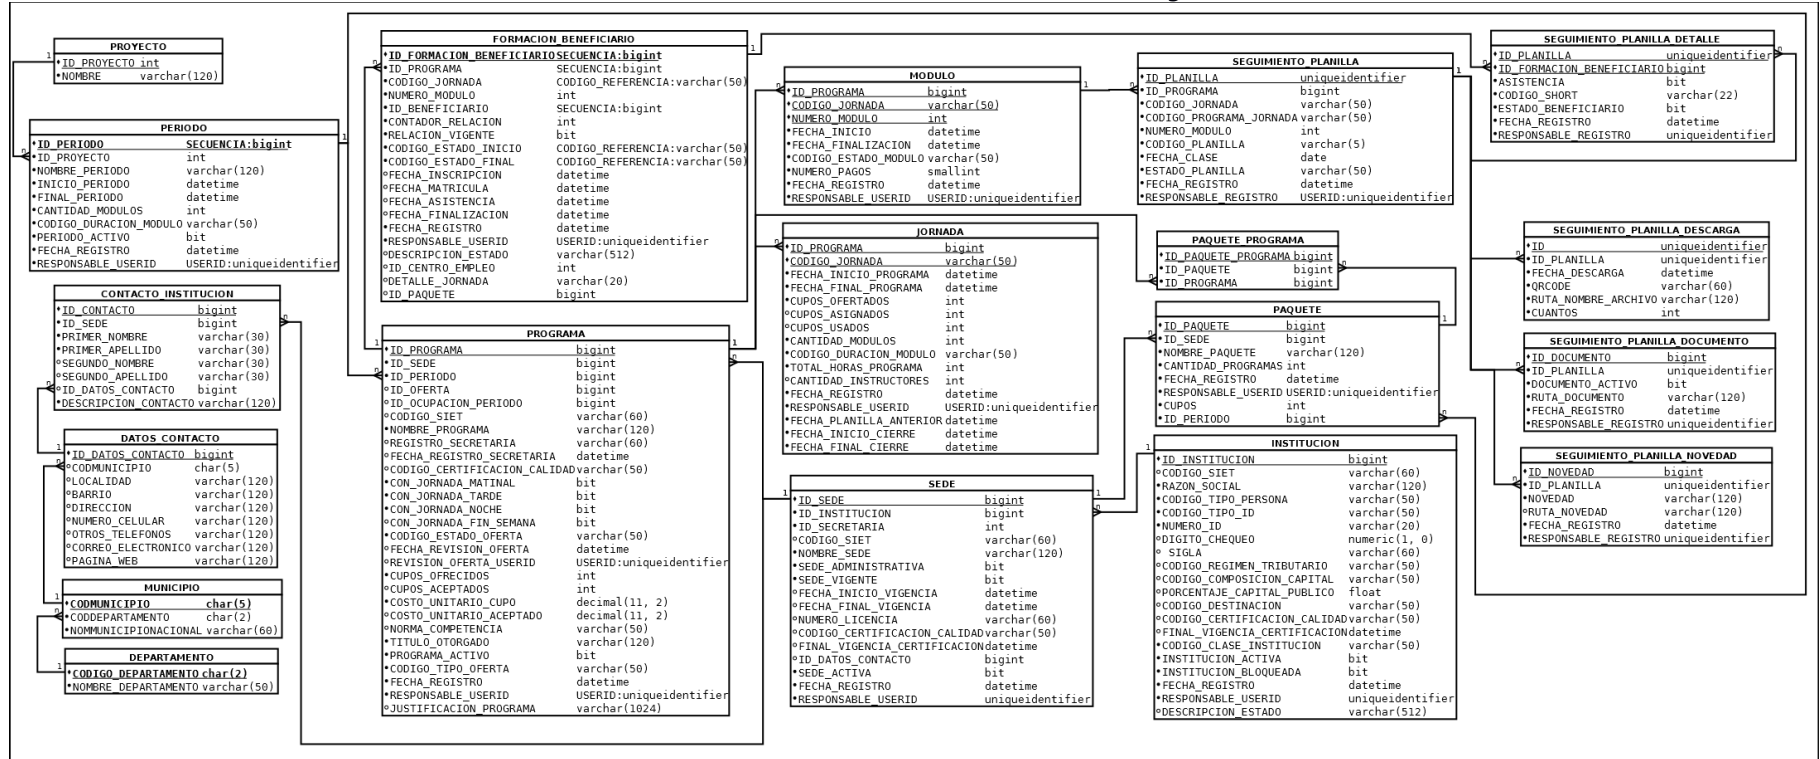 PROYECTO
ID_PROYECTO int
NOMBRE varchar(120)
PERIODO
ID_PERIODO SECUENCIA:bigint
ID_PROYECTO int
NOMBRE_PERIODO varchar(120)
INICIO_PERIODO datetime
FINAL_PERIODO datetime
CANTIDAD_MODULOS int
CODIGO_DURACION_MODULO varchar(50)
PERIODO_ACTIVO bit
FECHA_REGISTRO datetime
RESPONSABLE_USERID USERID:uniqueidentifier
CONTACTO_INSTITUCION
ID_CONTACTO bigint
ID_SEDE bigint
PRIMER_NOMBRE varchar(30)
PRIMER_APELLIDO varchar(30)
SEGUNDO_NOMBRE varchar(30)
SEGUNDO_APELLIDO varchar(30)
ID_DATOS_CONTACTO bigint
DESCRIPCION_CONTACTO varchar(120)
DATOS_CONTACTO
ID_DATOS_CONTACTO bigint
CODMUNICIPIO char(5)
LOCALIDAD varchar(120)
BARRIO varchar(120)
DIRECCION varchar(120)
NUMERO_CELULAR varchar(120)
OTROS_TELEFONOS varchar(120)
CORREO_ELECTRONICO varchar(120)
PAGINA_WEB varchar(120)
MUNICIPIO
CODMUNICIPIO char(5)
CODDEPARTAMENTO char(2)
NOMMUNICIPIONACIONAL varchar(60)
DEPARTAMENTO
CODIGO_DEPARTAMENTO char(2)
NOMBRE_DEPARTAMENTO varchar(50)
FORMACION_BENEFICIARIO
ID_FORMACION_BENEFICIARIO SECUENCIA:bigint
ID_PROGRAMA SECUENCIA:bigint
CODIGO_JORNADA CODIGO_REFERENCIA:varchar(50)
NUMERO_MODULO int
ID_BENEFICIARIO SECUENCIA:bigint
CONTADOR_RELACION int
RELACION_VIGENTE bit
CODIGO_ESTADO_INICIO CODIGO_REFERENCIA:varchar(50)
CODIGO_ESTADO_FINAL CODIGO_REFERENCIA:varchar(50)
FECHA_INSCRIPCION datetime
FECHA_MATRICULA datetime
FECHA_ASISTENCIA datetime
FECHA_FINALIZACION datetime
FECHA_REGISTRO datetime
RESPONSABLE_USERID USERID:uniqueidentifier
DESCRIPCION_ESTADO varchar(512)
ID_CENTRO_EMPLEO int
DETALLE_JORNADA varchar(20)
ID_PAQUETE bigint
PROGRAMA
ID_PROGRAMA bigint
ID_SEDE bigint
ID_PERIODO bigint
ID_OFERTA bigint
ID_OCUPACION_PERIODO bigint
CODIGO_SIET varchar(60)
NOMBRE_PROGRAMA varchar(120)
REGISTRO_SECRETARIA varchar(60)
FECHA_REGISTRO_SECRETARIA datetime
CODIGO_CERTIFICACION_CALIDAD varchar(50)
CON_JORNADA_MATINAL bit
CON_JORNADA_TARDE bit
CON_JORNADA_NOCHE bit
CON_JORNADA_FIN_SEMANA bit
CODIGO_ESTADO_OFERTA varchar(50)
FECHA_REVISION_OFERTA datetime
REVISION_OFERTA_USERID USERID:uniqueidentifier
CUPOS_OFRECIDOS int
CUPOS_ACEPTADOS int
COSTO_UNITARIO_CUPO decimal(11, 2)
COSTO_UNITARIO_ACEPTADO decimal(11, 2)
NORMA_COMPETENCIA varchar(50)
TITULO_OTORGADO varchar(120)
PROGRAMA_ACTIVO bit
CODIGO_TIPO_OFERTA varchar(50)
FECHA_REGISTRO datetime
RESPONSABLE_USERID USERID:uniqueidentifier
JUSTIFICACION_PROGRAMA varchar(1024)
MODULO
ID_PROGRAMA bigint
CODIGO_JORNADA varchar(50)
NUMERO_MODULO int
FECHA_INICIO datetime
FECHA_FINALIZACION datetime
CODIGO_ESTADO_MODULO varchar(50)
NUMERO_PAGOS smallint
FECHA_REGISTRO datetime
RESPONSABLE_USERID USERID:uniqueidentifier
JORNADA
ID_PROGRAMA bigint
CODIGO_JORNADA varchar(50)
FECHA_INICIO_PROGRAMA datetime
FECHA_FINAL_PROGRAMA datetime
CUPOS_OFERTADOS int
CUPOS_ASIGNADOS int
CUPOS_USADOS int
CANTIDAD_MODULOS int
CODIGO_DURACION_MODULO varchar(50)
TOTAL_HORAS_PROGRAMA int
CANTIDAD_INSTRUCTORES int
FECHA_REGISTRO datetime
RESPONSABLE_USERID USERID:uniqueidentifier
FECHA_PLANILLA_ANTERIOR datetime
FECHA_INICIO_CIERRE datetime
FECHA_FINAL_CIERRE datetime
SEDE
ID_SEDE bigint
ID_INSTITUCION bigint
ID_SECRETARIA int
CODIGO_SIET varchar(60)
NOMBRE_SEDE varchar(120)
SEDE_ADMINISTRATIVA bit
SEDE_VIGENTE bit
FECHA_INICIO_VIGENCIA datetime
FECHA_FINAL_VIGENCIA datetime
NUMERO_LICENCIA varchar(60)
CODIGO_CERTIFICACION_CALIDAD varchar(50)
FINAL_VIGENCIA_CERTIFICACION datetime
ID_DATOS_CONTACTO bigint
SEDE_ACTIVA bit
FECHA_REGISTRO datetime
RESPONSABLE_USERID uniqueidentifier
SEGUIMIENTO_PLANILLA
ID_PLANILLA uniqueidentifier
ID_PROGRAMA bigint
CODIGO_JORNADA varchar(50)
CODIGO_PROGRAMA_JORNADA varchar(50)
NUMERO_MODULO int
CODIGO_PLANILLA varchar(5)
FECHA_CLASE date
ESTADO_PLANILLA varchar(50)
FECHA_REGISTRO datetime
RESPONSABLE_REGISTRO USERID:uniqueidentifier
PAQUETE_PROGRAMA
ID_PAQUETE_PROGRAMA bigint
ID_PAQUETE bigint
ID_PROGRAMA bigint
PAQUETE
ID_PAQUETE bigint
ID_SEDE bigint
NOMBRE_PAQUETE varchar(120)
CANTIDAD_PROGRAMAS int
FECHA_REGISTRO datetime
RESPONSABLE_USERID USERID:uniqueidentifier
CUPOS int
ID_PERIODO bigint
INSTITUCION
ID_INSTITUCION bigint
CODIGO_SIET varchar(60)
RAZON_SOCIAL varchar(120)
CODIGO_TIPO_PERSONA varchar(50)
CODIGO_TIPO_ID varchar(50)
NUMERO_ID varchar(20)
DIGITO_CHEQUEO numeric(1, 0)
SIGLA varchar(60)
CODIGO_REGIMEN_TRIBUTARIO varchar(50)
CODIGO_COMPOSICION_CAPITAL varchar(50)
PORCENTAJE_CAPITAL_PUBLICO float
CODIGO_DESTINACION varchar(50)
CODIGO_CERTIFICACION_CALIDAD varchar(50)
FINAL_VIGENCIA_CERTIFICACION datetime
CODIGO_CLASE_INSTITUCION varchar(50)
INSTITUCION_ACTIVA bit
INSTITUCION_BLOQUEADA bit
FECHA_REGISTRO datetime
RESPONSABLE_USERID uniqueidentifier
DESCRIPCION_ESTADO varchar(512)
SEGUIMIENTO_PLANILLA_DETALLE
ID_PLANILLA uniqueidentifier
ID_FORMACION_BENEFICIARIO bigint
ASISTENCIA bit
CODIGO_SHORT varchar(22)
ESTADO_BENEFICIARIO bit
FECHA_REGISTRO datetime
RESPONSABLE_REGISTRO uniqueidentifier
SEGUIMIENTO_PLANILLA_DESCARGA
ID uniqueidentifier
ID_PLANILLA uniqueidentifier
FECHA_DESCARGA datetime
QRCODE varchar(60)
RUTA_NOMBRE_ARCHIVO varchar(120)
CUANTOS int
SEGUIMIENTO_PLANILLA_DOCUMENTO
ID_DOCUMENTO bigint
ID_PLANILLA uniqueidentifier
DOCUMENTO_ACTIVO bit
RUTA_DOCUMENTO varchar(120)
FECHA_REGISTRO datetime
RESPONSABLE_REGISTRO uniqueidentifier
SEGUIMIENTO_PLANILLA_NOVEDAD
ID_NOVEDAD bigint
ID_PLANILLA uniqueidentifier
NOVEDAD varchar(120)
RUTA_NOVEDAD varchar(120)
FECHA_REGISTRO datetime
RESPONSABLE_REGISTRO uniqueidentifier